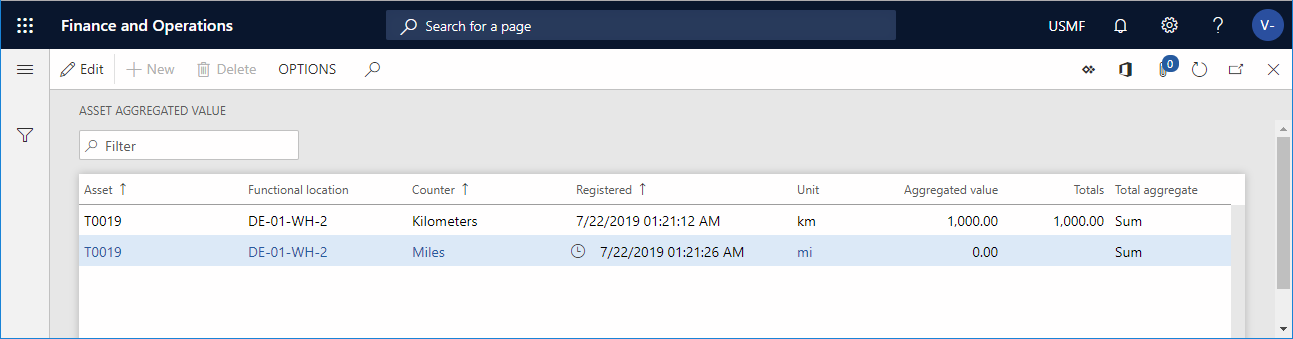 Finance and Operations Search for a page USMF V-
Edit New Delete OPTIONS 0
ASSET AGGREGATED VALUE
Filter
Asset Functional location Counter Registered Unit Aggregated value Totals Total aggregate
T0019 DE-01-WH-2 Kilometers 7/22/2019 01:21:12 AM km 1,000.00 1,000.00 Sum
T0019 DE-01-WH-2 Miles 7/22/2019 01:21:26 AM mi 0.00 Sum